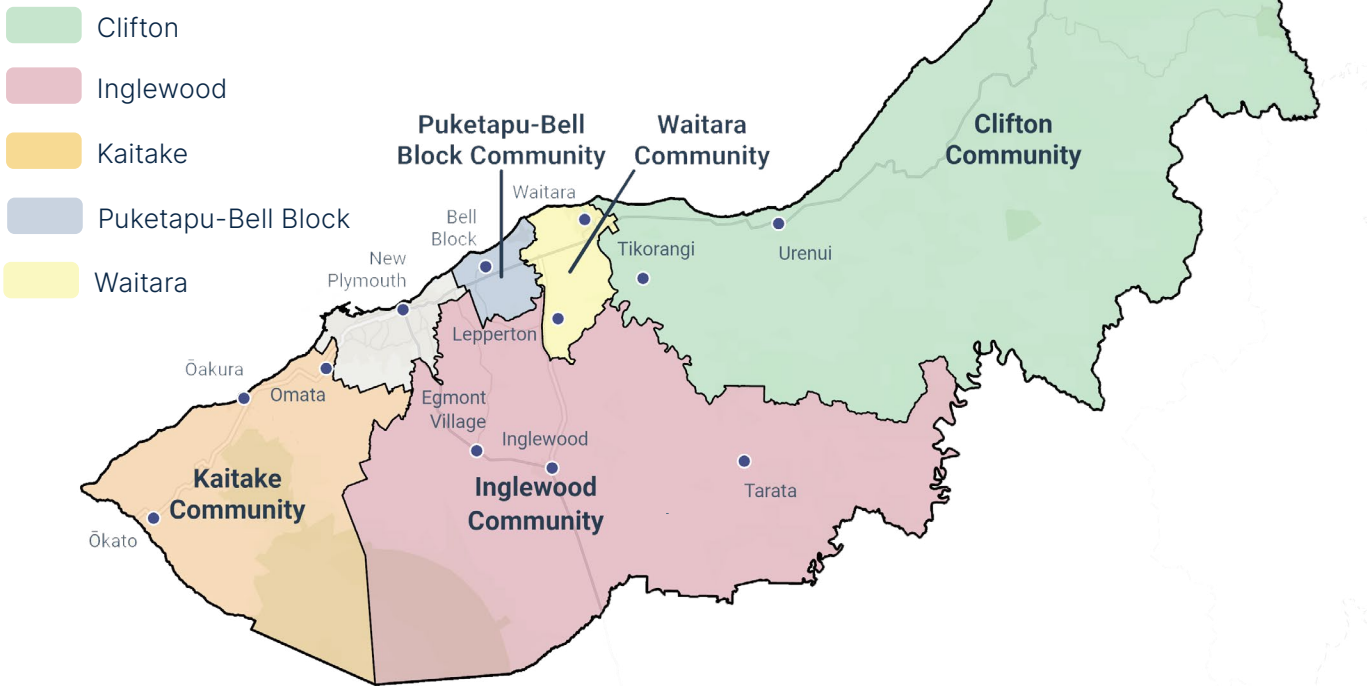 Clifton
Inglewood
Kaitake
Puketapu-Bell Block
Waitara
Puketapu-Bell
Block Community
Waitara
Community
Clifton
Community
Waitara
Bell
Block
New
Plymouth
Tikorangi
Urenui
Lepperton
Ōakura
Omata
Egmont
Village
Inglewood
Kaitake
Community
Inglewood
Community
Tarata
Ōkato